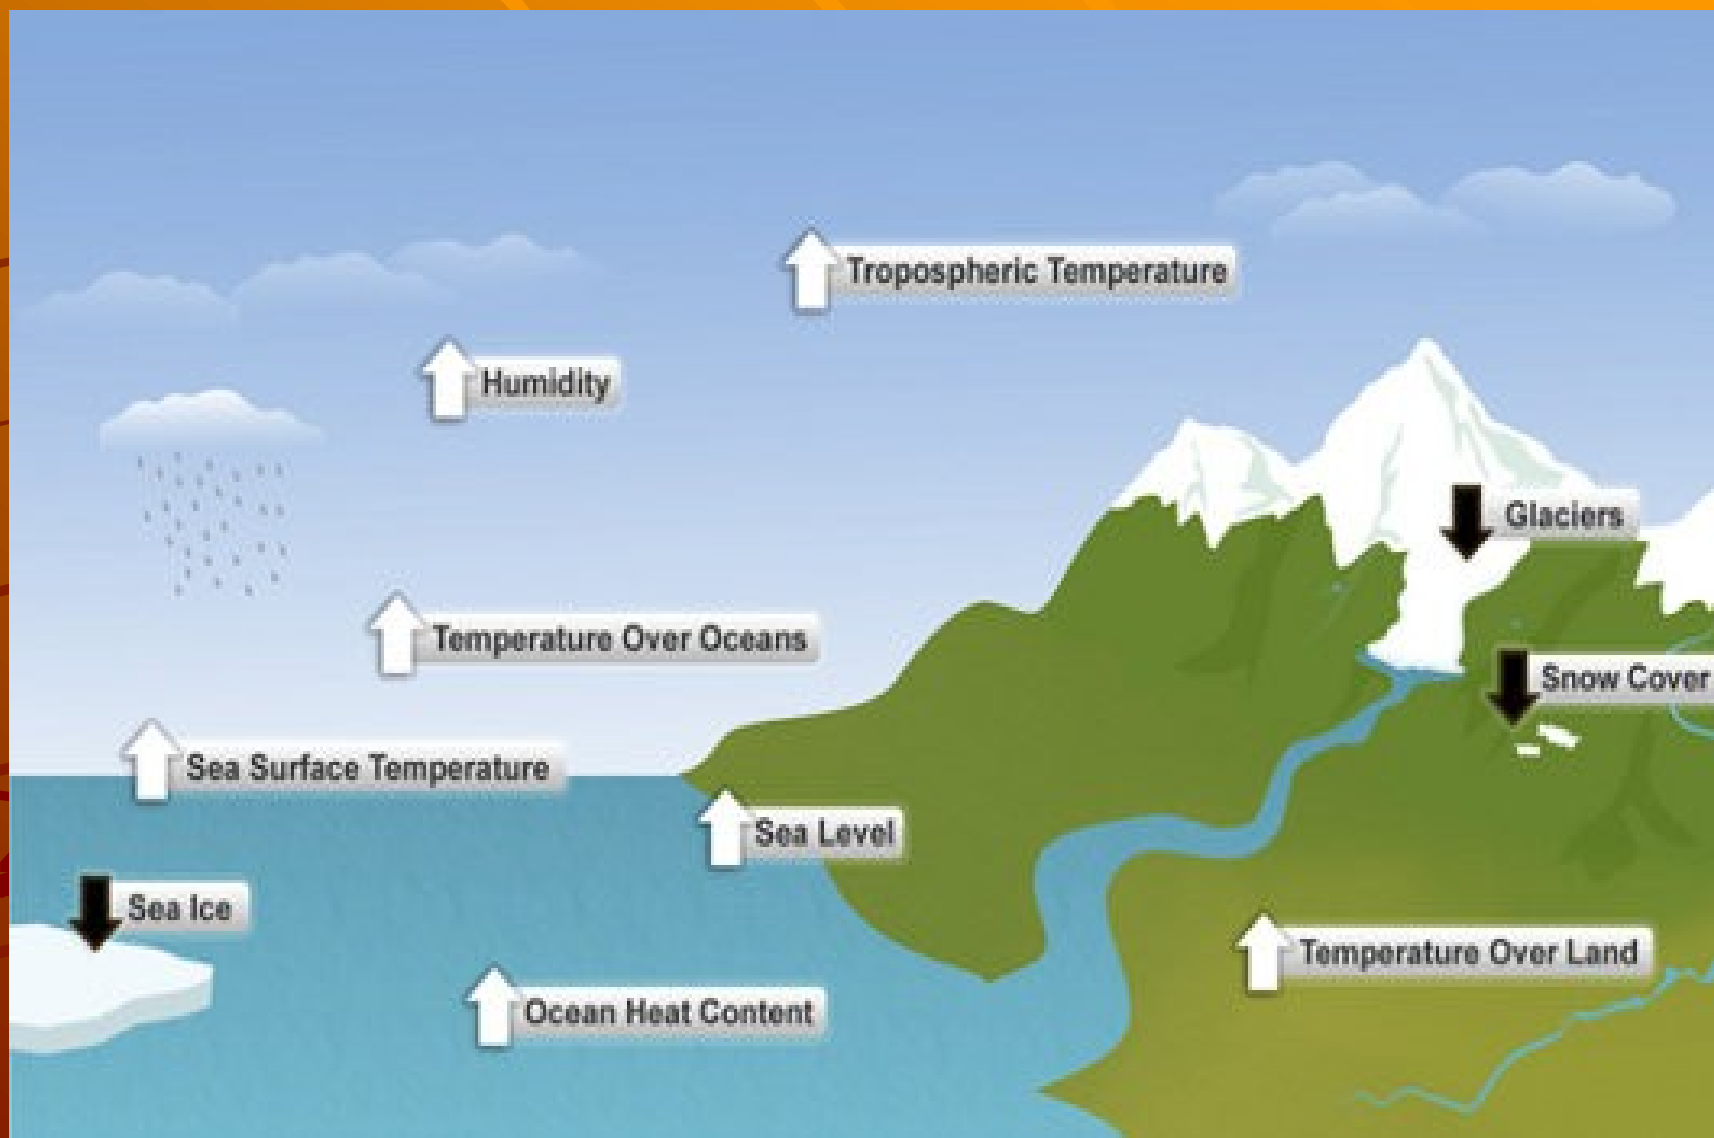 Tropospheric Temperature
Humidity
Glaciers
Temperature Over Oceans
Snow Cover
Sea Surface Temperature
Sea Level
Sea Ice
Temperature Over Land
Ocean Heat Content